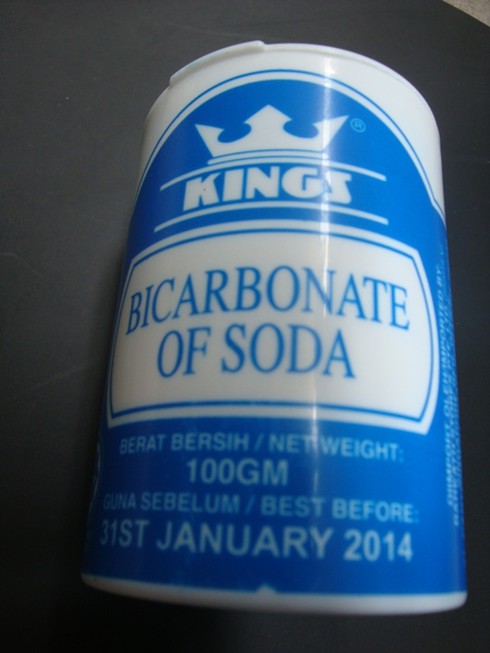 ®
KINGS
BICARBONATE
OF SODA
BERAT BERSIH / NET WEIGHT:
100GM
GUNA SEBELUM / BEST BEFORE:
31ST JANUARY 2014